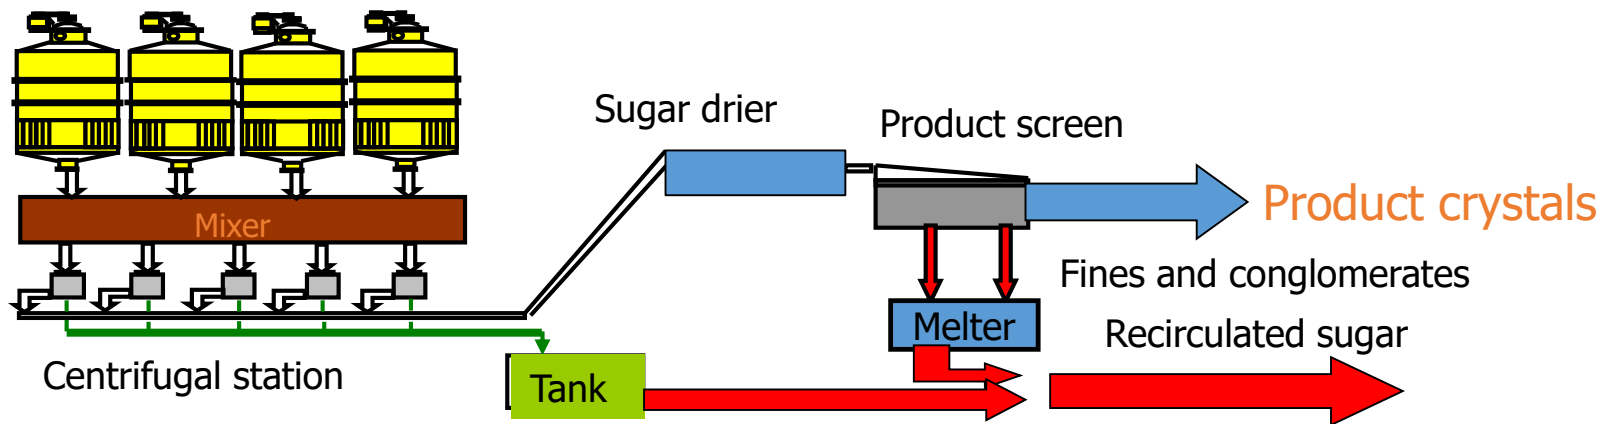 Sugar drier
Product screen
Product crystals
Mixer
Fines and conglomerates
Melter
Recirculated sugar
Centrifugal station
Tank